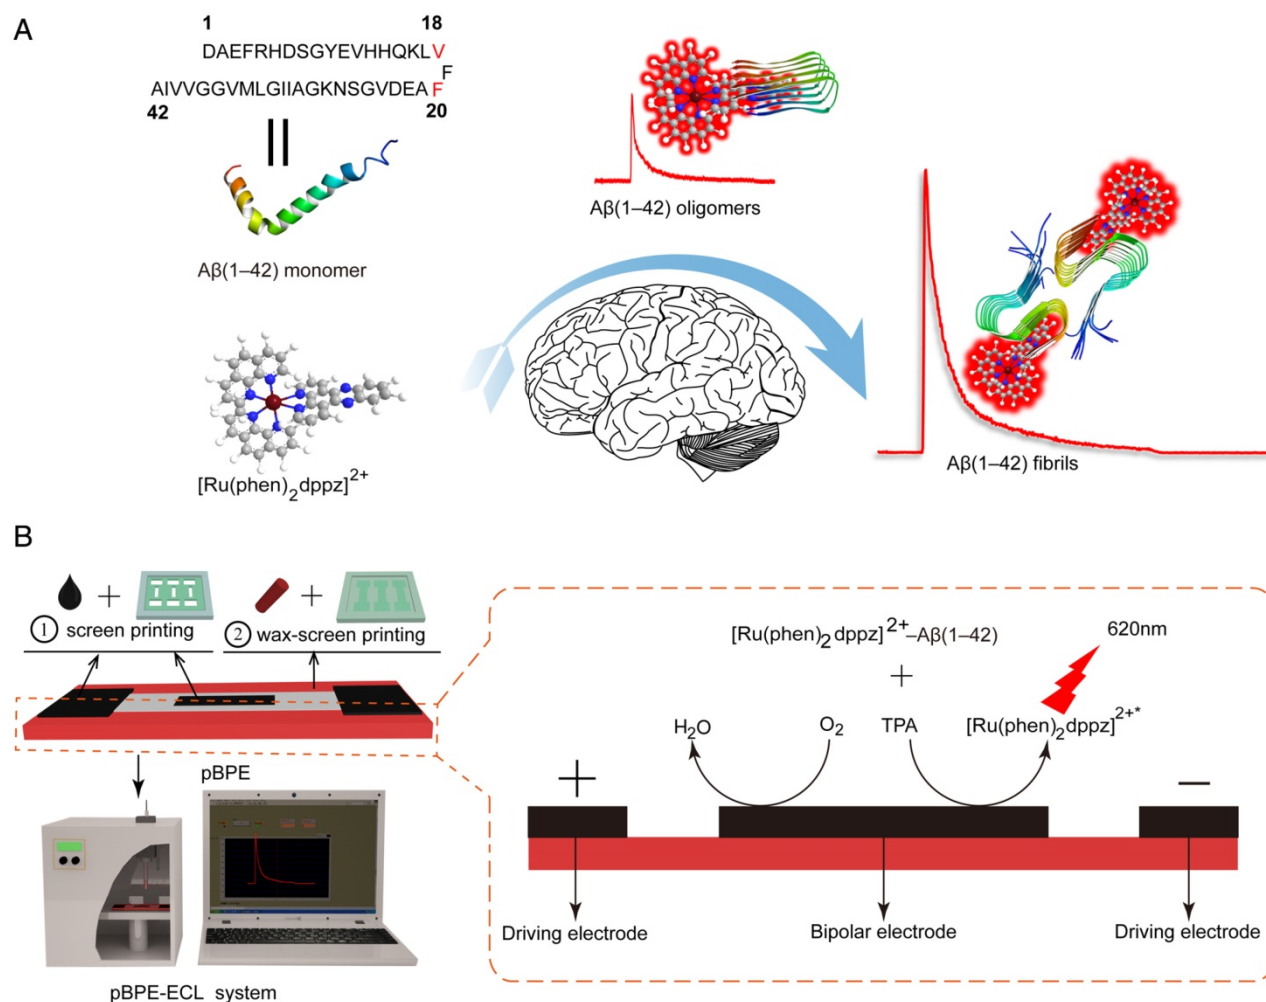 A
1 18
DAEFRHDSGYEVHHQKLV
F
AIVVGGVMLGIIAGKNSGVDEAF
42 20
Aβ(1–42) monomer
[Ru(phen)2dppz]2+
Aβ(1–42) oligomers
Aβ(1–42) fibrils
B
1 screen printing
2 wax-screen printing
pBPE
pBPE-ECL system
[Ru(phen)2dppz]2+–Aβ(1–42)
+
620nm
H2O
O2
TPA
[Ru(phen)2dppz]2+*
+
–
Driving electrode
Bipolar electrode
Driving electrode